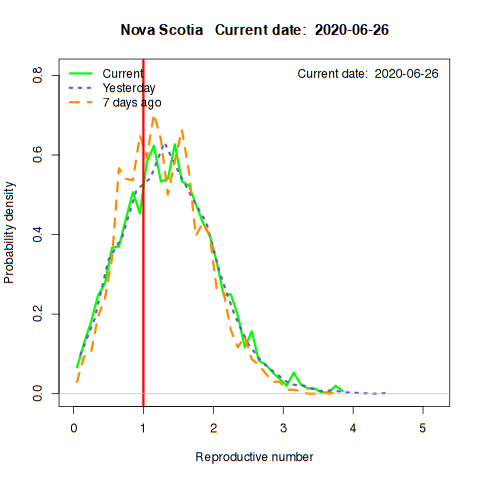 Nova Scotia   Current date:  2020-06-26
Current date:  2020-06-26
Current
Yesterday
7 days ago
0.8
0.6
0.4
0.2
0.0
Probability density
0 1 2 3 4 5
Reproductive number